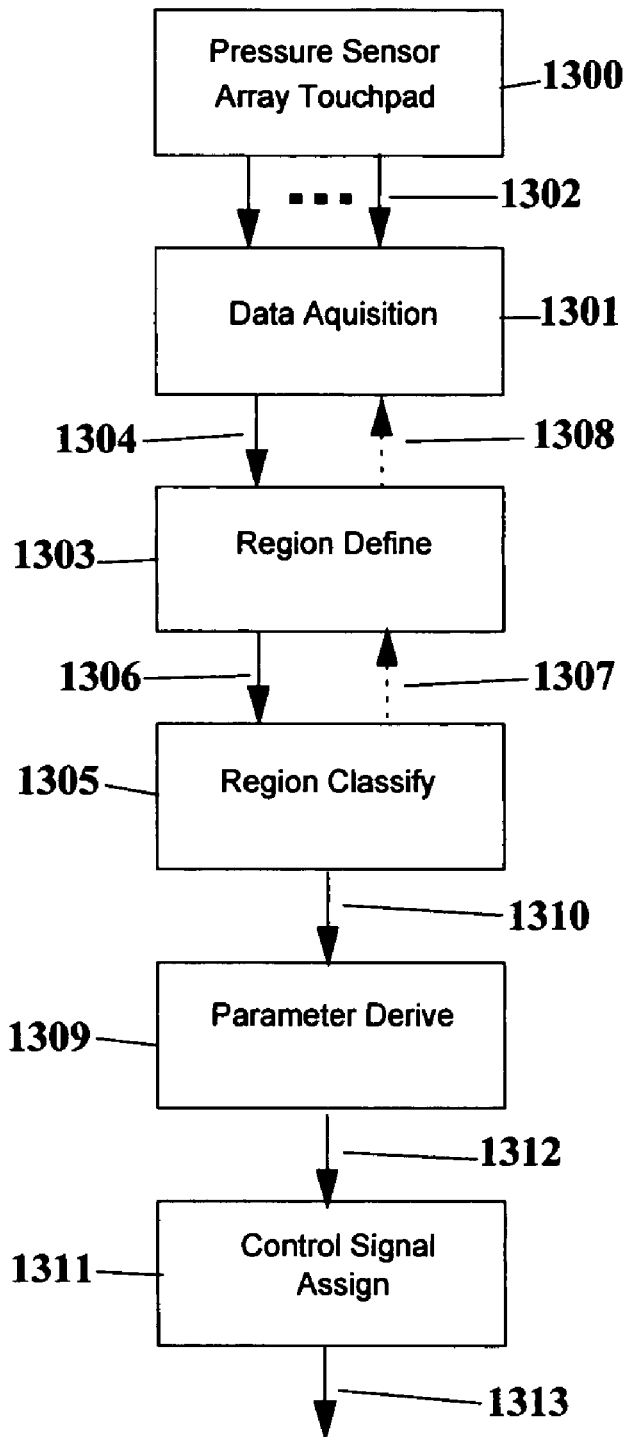 Pressure Sensor
Array Touchpad
1300
1302
Data Aquisition
1301
1304
1308
Region Define
1303
1306
1307
Region Classify
1305
1310
Parameter Derive
1309
1312
Control Signal
Assign
1311
1313